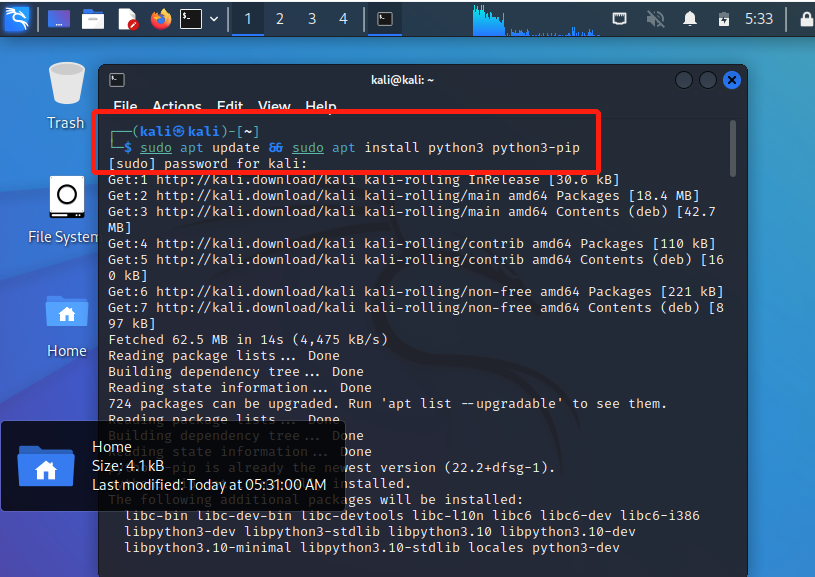 1 2 3 4 5:33
kali@kali: ~
File Actions Edit View Help
Trash
File System
Home
┌──(kali㉿kali)-[~]
└─$ sudo apt update && sudo apt install python3 python3-pip
[sudo] password for kali:
Get:1 http://kali.download/kali kali-rolling InRelease [30.6 kB]
Get:2 http://kali.download/kali kali-rolling/main amd64 Packages [18.4 MB]
Get:3 http://kali.download/kali kali-rolling/main amd64 Contents (deb) [42.7
MB]
Get:4 http://kali.download/kali kali-rolling/contrib amd64 Packages [110 kB]
Get:5 http://kali.download/kali kali-rolling/contrib amd64 Contents (deb) [16
0 kB]
Get:6 http://kali.download/kali kali-rolling/non-free amd64 Packages [221 kB]
Get:7 http://kali.download/kali kali-rolling/non-free amd64 Contents (deb) [8
97 kB]
Fetched 62.5 MB in 14s (4,475 kB/s)
Reading package lists... Done
Building dependency tree... Done
Reading state information... Done
724 packages can be upgraded. Run 'apt list --upgradable' to see them.
Reading package lists... Done
Building dependency tree... Done
Reading state information... Done
-pip is already the newest version (22.2+dfsg-1).
installed.
The following additional packages will be installed:
libc-bin libc-dev-bin libc-devtools libc-l10n libc6 libc6-dev libc6-i386
libpython3-dev libpython3-stdlib libpython3.10 libpython3.10-dev
libpython3.10-minimal libpython3.10-stdlib locales python3-dev
Home
Size: 4.1 kB
Last modified: Today at 05:31:00 AM